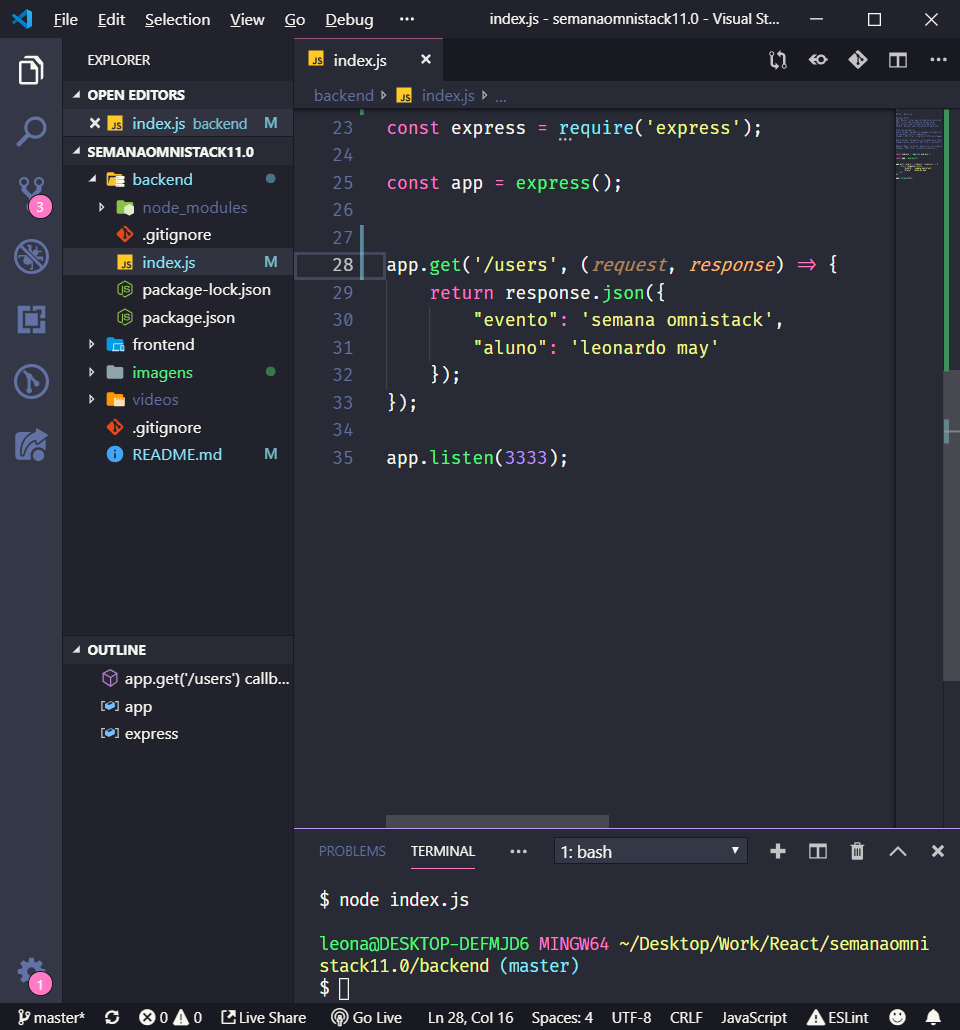 File Edit Selection View Go Debug ··· index.js - semanaomnistack11.0 - Visual St...
EXPLORER
OPEN EDITORS
index.js backend M
SEMANAOMNISTACK11.0
backend
node_modules
.gitignore
index.js M
package-lock.json
package.json
frontend
imagens
videos
.gitignore
README.md M
OUTLINE
app.get('/users') callb...
app
express
3
1
index.js
backend index.js ...
23 const express = require('express');
24
25 const app = express();
26
27
28 app.get('/users', (request, response) => {
29 return response.json({
30 "evento": 'semana omnistack',
31 "aluno": 'leonardo may'
32 });
33 });
34
35 app.listen(3333);
PROBLEMS TERMINAL ··· 1: bash
$ node index.js
leona@DESKTOP-DEFMJD6 MINGW64 ~/Desktop/Work/React/semanaomni
stack11.0/backend (master)
$
master* 0 0 Live Share Go Live Ln 28, Col 16 Spaces: 4 UTF-8 CRLF JavaScript ESLint